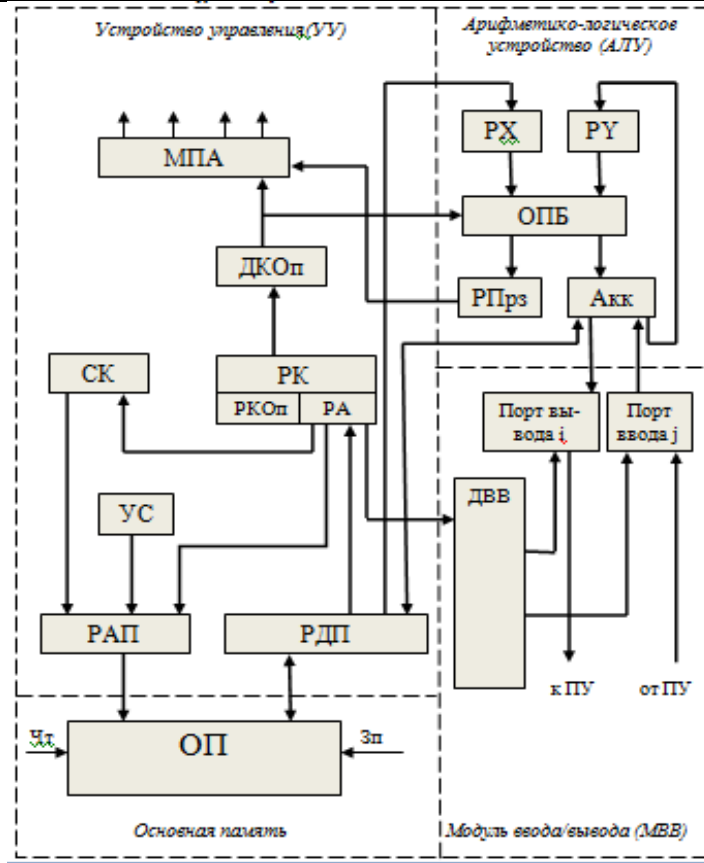 Устройство управления(УУ)
Арифметико-логическое
устройство (АЛУ)
РХ
РY
МПА
ОПБ
ДКОп
РПрз
Акк
СК
РК
РКОп
РА
Порт вы-
вода i
Порт
ввода j
ДВВ
УС
РАП
РДП
к ПУ
от ПУ
Чт
ОП
Зп
Основная память
Модуль ввода/вывода (МВВ)